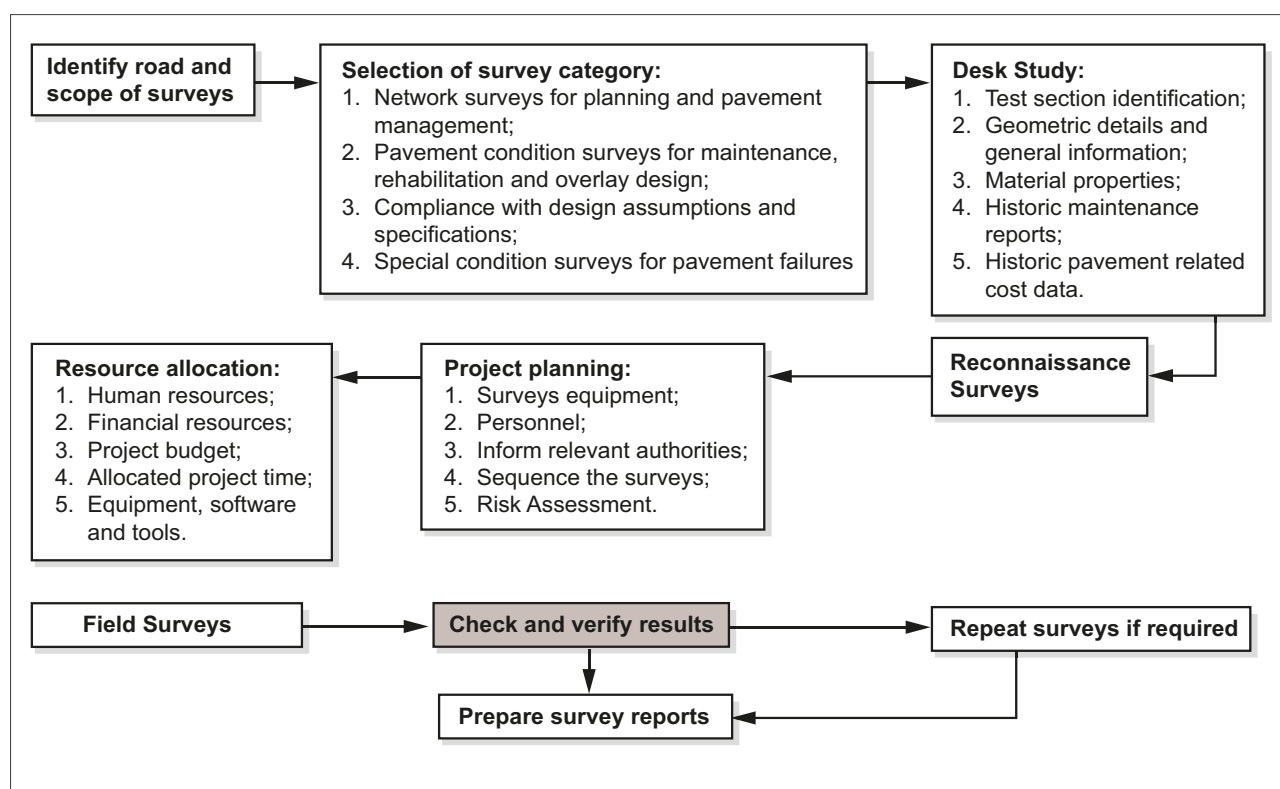 Identify road and
scope of surveys
Selection of survey category:
1. Network surveys for planning and pavement
management;
2. Pavement condition surveys for maintenance,
rehabilitation and overlay design;
3. Compliance with design assumptions and
specifications;
4. Special condition surveys for pavement failures
Desk Study:
1. Test section identification;
2. Geometric details and
general information;
3. Material properties;
4. Historic maintenance
reports;
5. Historic pavement related
cost data.
Reconnaissance
Surveys
Project planning:
1. Surveys equipment;
2. Personnel;
3. Inform relevant authorities;
4. Sequence the surveys;
5. Risk Assessment.
Resource allocation:
1. Human resources;
2. Financial resources;
3. Project budget;
4. Allocated project time;
5. Equipment, software
and tools.
Field Surveys
Check and verify results
Repeat surveys if required
Prepare survey reports